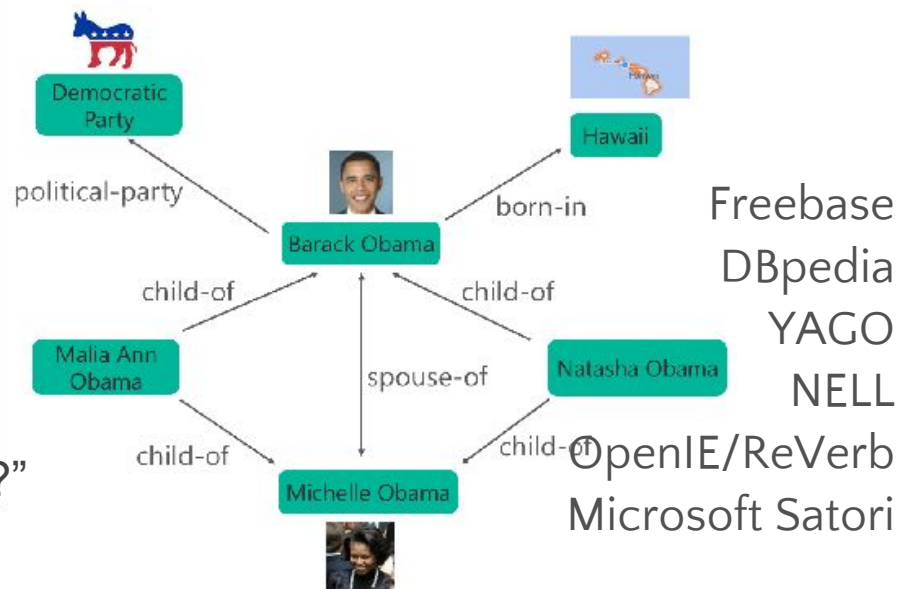 Democratic
Party
Hawaii
political-party
born-in
Barack Obama
child-of
child-of
Malia Ann
Obama
spouse-of
Natasha Obama
child-of
child-of
Michelle Obama
?”
Freebase
DBpedia
YAGO
NELL
OpenIE/ReVerb
Microsoft Satori